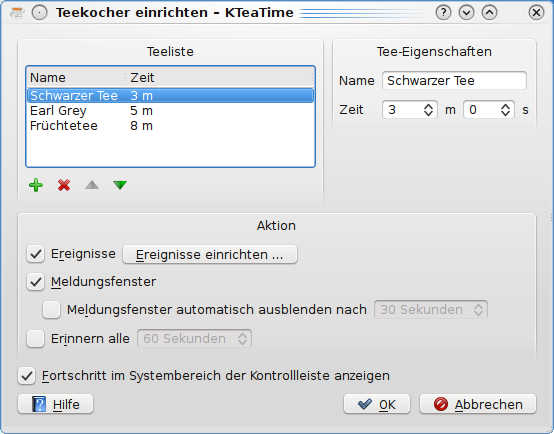 Teekocher einrichten – KTeaTime
Teeliste
Name Zeit
Schwarzer Tee 3 m
Earl Grey 5 m
Früchtetee 8 m
Tee-Eigenschaften
Name Schwarzer Tee
Zeit 3 m 0 s
Aktion
Ereignisse Ereignisse einrichten ...
Meldungsfenster
Meldungsfenster automatisch ausblenden nach 30 Sekunden
Erinnern alle 60 Sekunden
Fortschritt im Systembereich der Kontrollleiste anzeigen
Hilfe OK Abbrechen